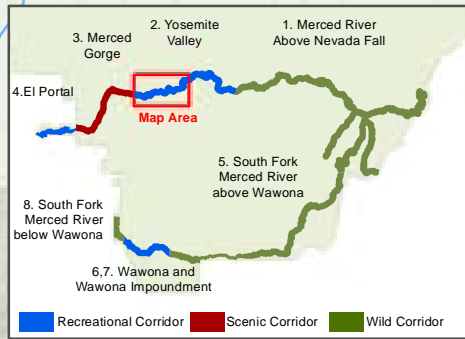 1. Merced River
Above Nevada Fall
2. Yosemite
Valley
3. Merced
Gorge
4.El Portal
Map Area
5. South Fork
Merced River
above Wawona
8. South Fork
Merced River
below Wawona
6,7. Wawona and
Wawona Impoundment
Recreational Corridor
Scenic Corridor
Wild Corridor